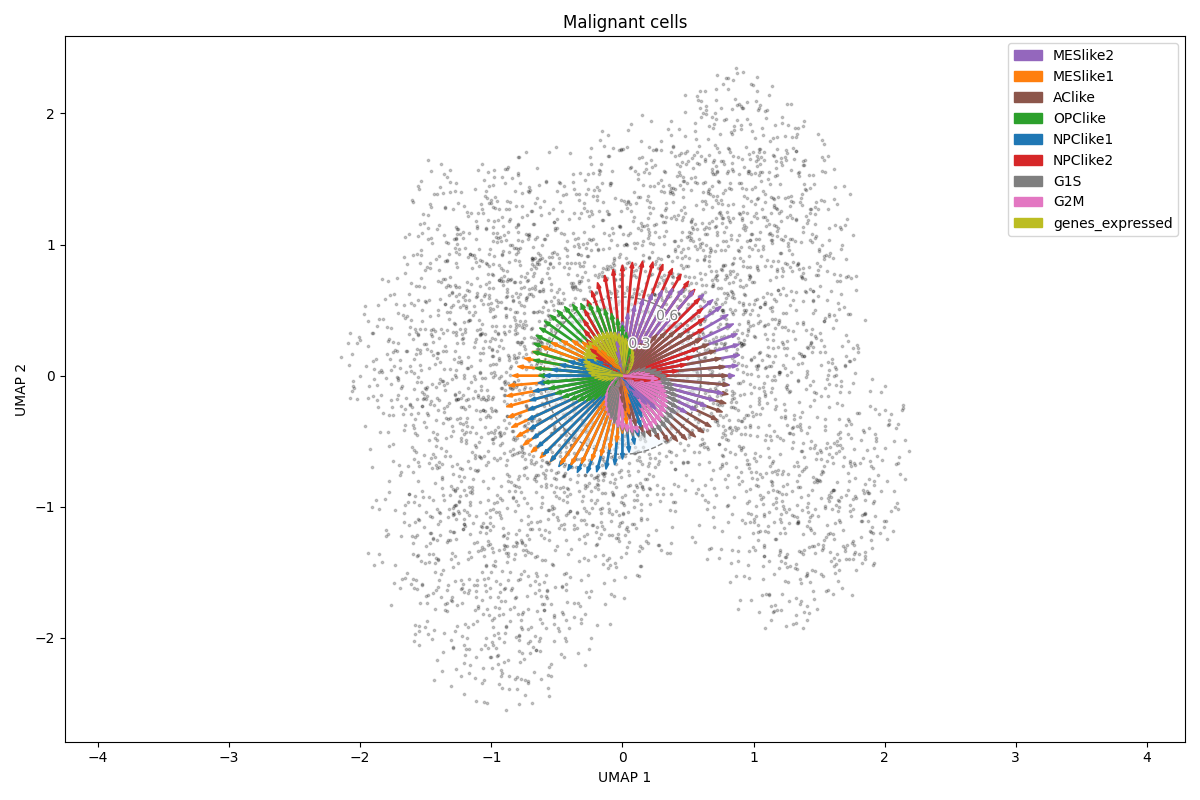 Malignant cells
MESlike2
MESlike1
AClike
OPClike
NPClike1
NPClike2
G1S
G2M
genes_expressed
2
1
0
−1
−2
UMAP 2
0.6
0.3
−4 −3 −2 −1 0 1 2 3 4
UMAP 1